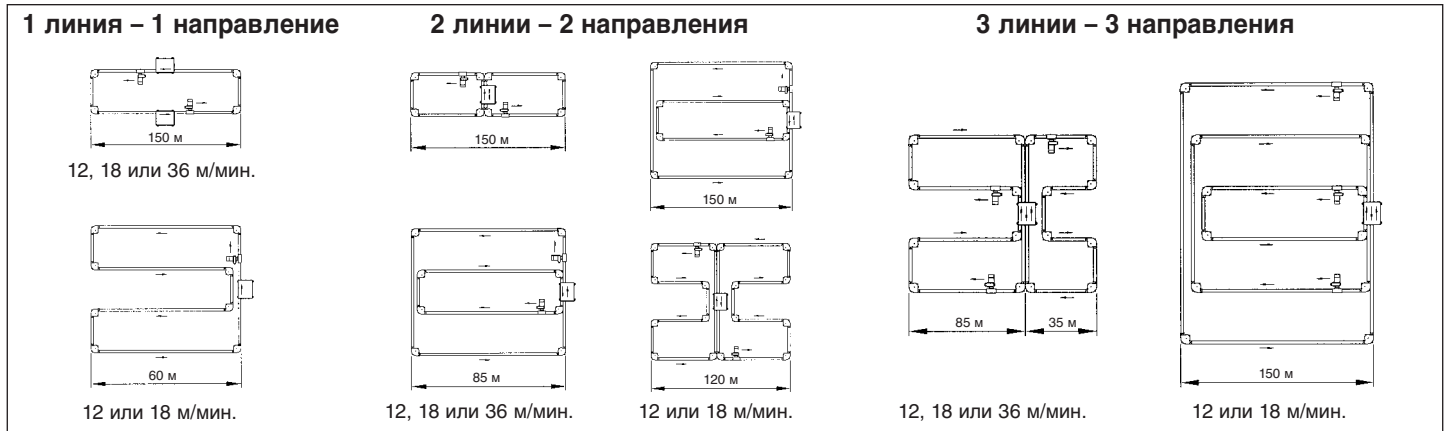 1 линия – 1 направление
2 линии – 2 направления
3 линии – 3 направления
150 м
12, 18 или 36 м/мин.
60 м
12 или 18 м/мин.
150 м
150 м
85 м
12, 18 или 36 м/мин.
120 м
12 или 18 м/мин.
85 м
35 м
12, 18 или 36 м/мин.
150 м
12 или 18 м/мин.